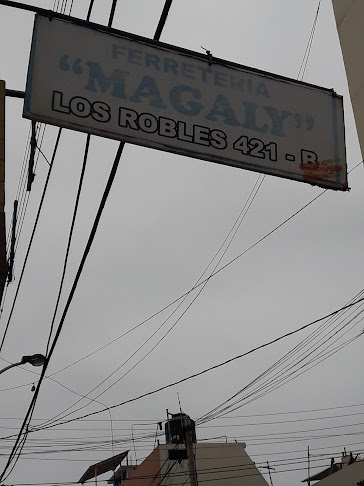 FERRETERIA
"MAGALY"
LOS ROBLES 421 - B